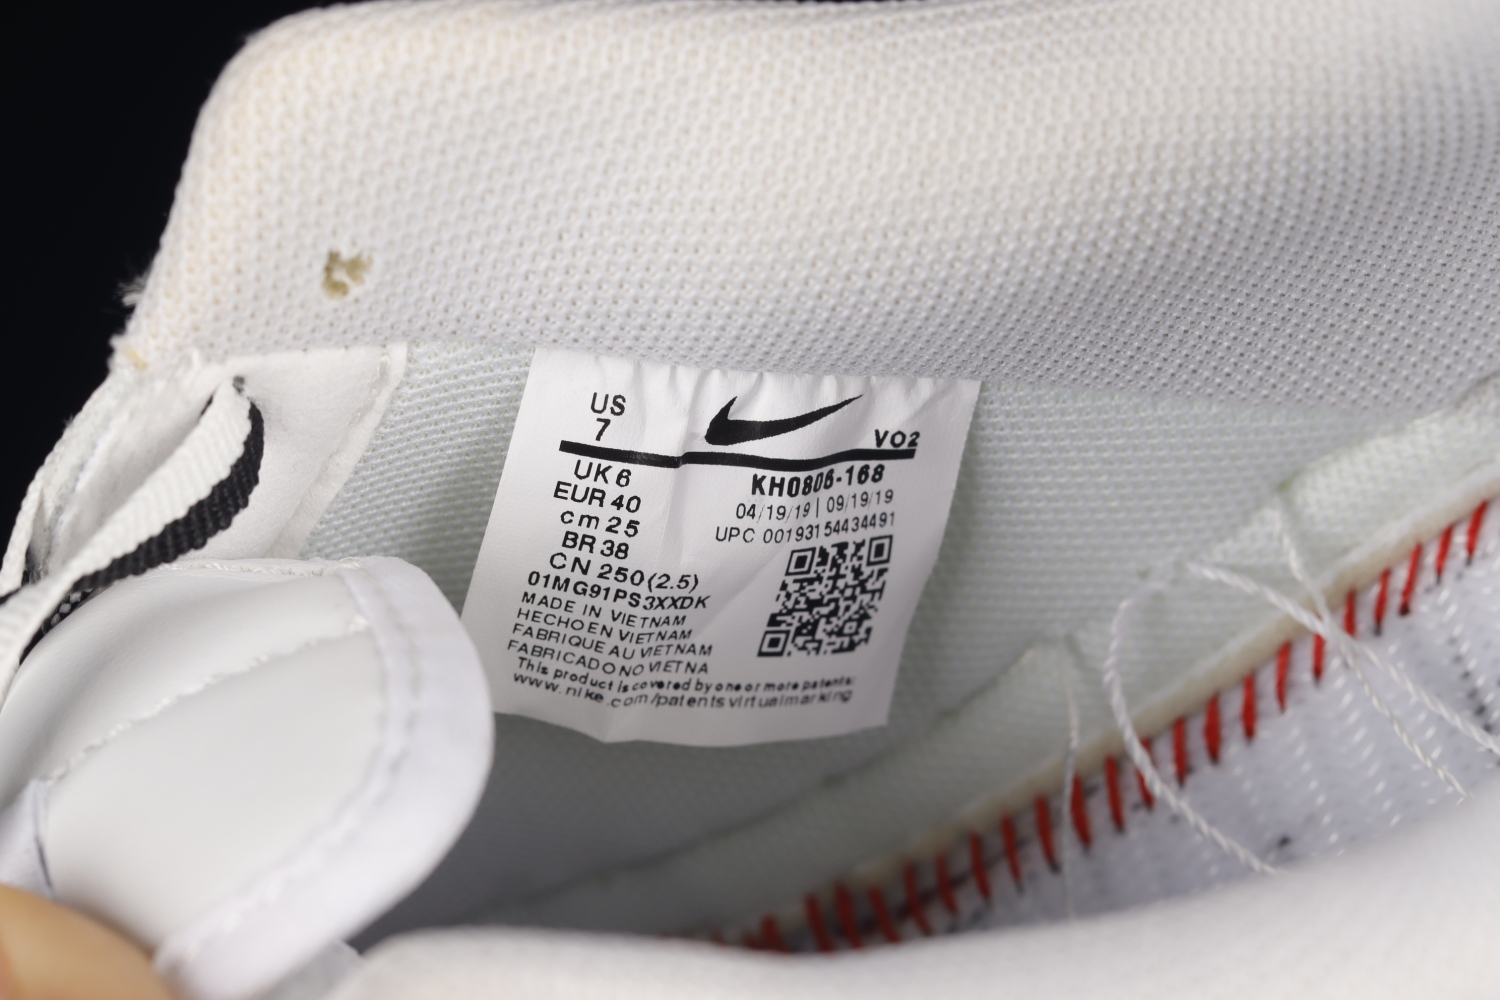 US
7
VO2
UK 6
EUR 40
cm 25
BR 38
CN 250 (2.5)
01MG91PS3XXDK
KH0806-168
04/19/19 | 09/19/19
UPC 00193154434491
MADE IN VIETNAM
HECHO EN VIETNAM
FABRIQUE AU VIETNAM
FABRICADO NO VIETNA
This product is covered by one or more patents:
www.nike.com/patents virtualmarking